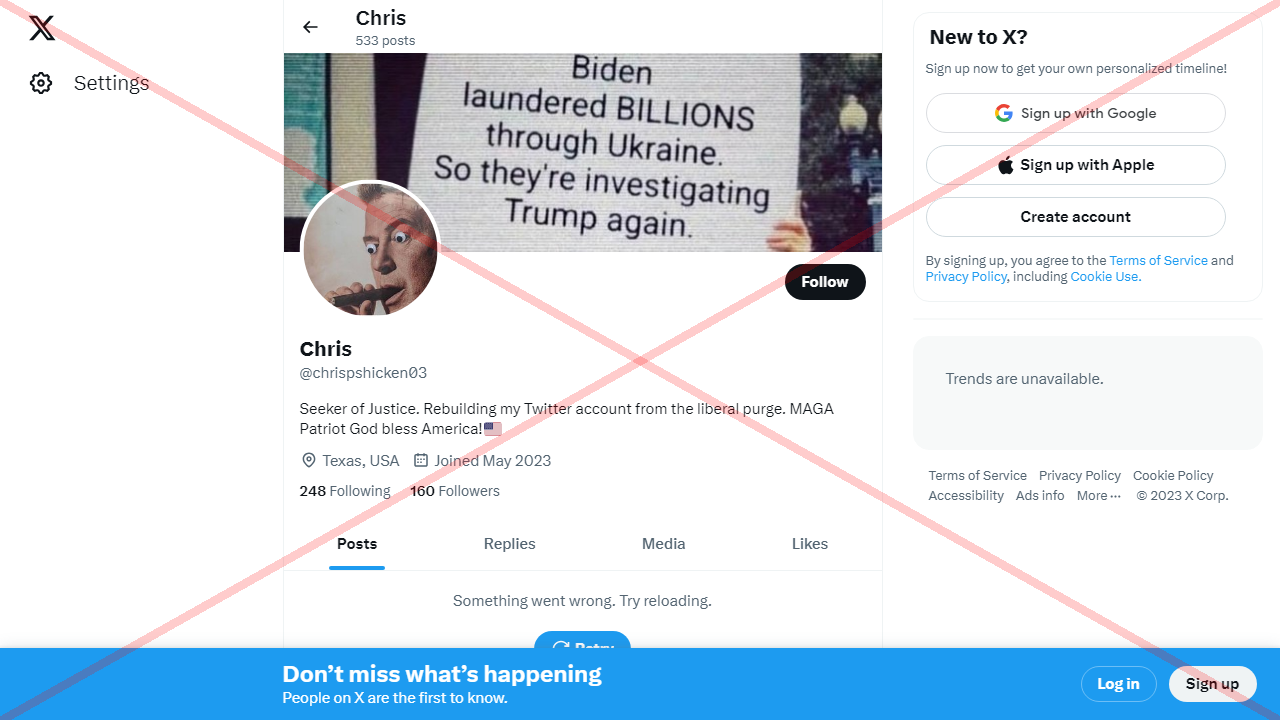 Settings
Chris
533 posts
Biden
laundered BILLIONS
through Ukraine.
So they're investigating
Trump again.
Follow
Chris
@chrispshicken03
Seeker of Justice. Rebuilding my Twitter account from the liberal purge. MAGA
Patriot God bless America!🇺🇸
Texas, USA Joined May 2023
248 Following 160 Followers
Posts Replies Media Likes
Something went wrong. Try reloading.
Retry
New to X?
Sign up now to get your own personalized timeline!
Sign up with Google
Sign up with Apple
Create account
By signing up, you agree to the Terms of Service and
Privacy Policy, including Cookie Use.
Trends are unavailable.
Terms of Service Privacy Policy Cookie Policy
Accessibility Ads info More ··· © 2023 X Corp.
Don’t miss what’s happening
People on X are the first to know.
Log in Sign up